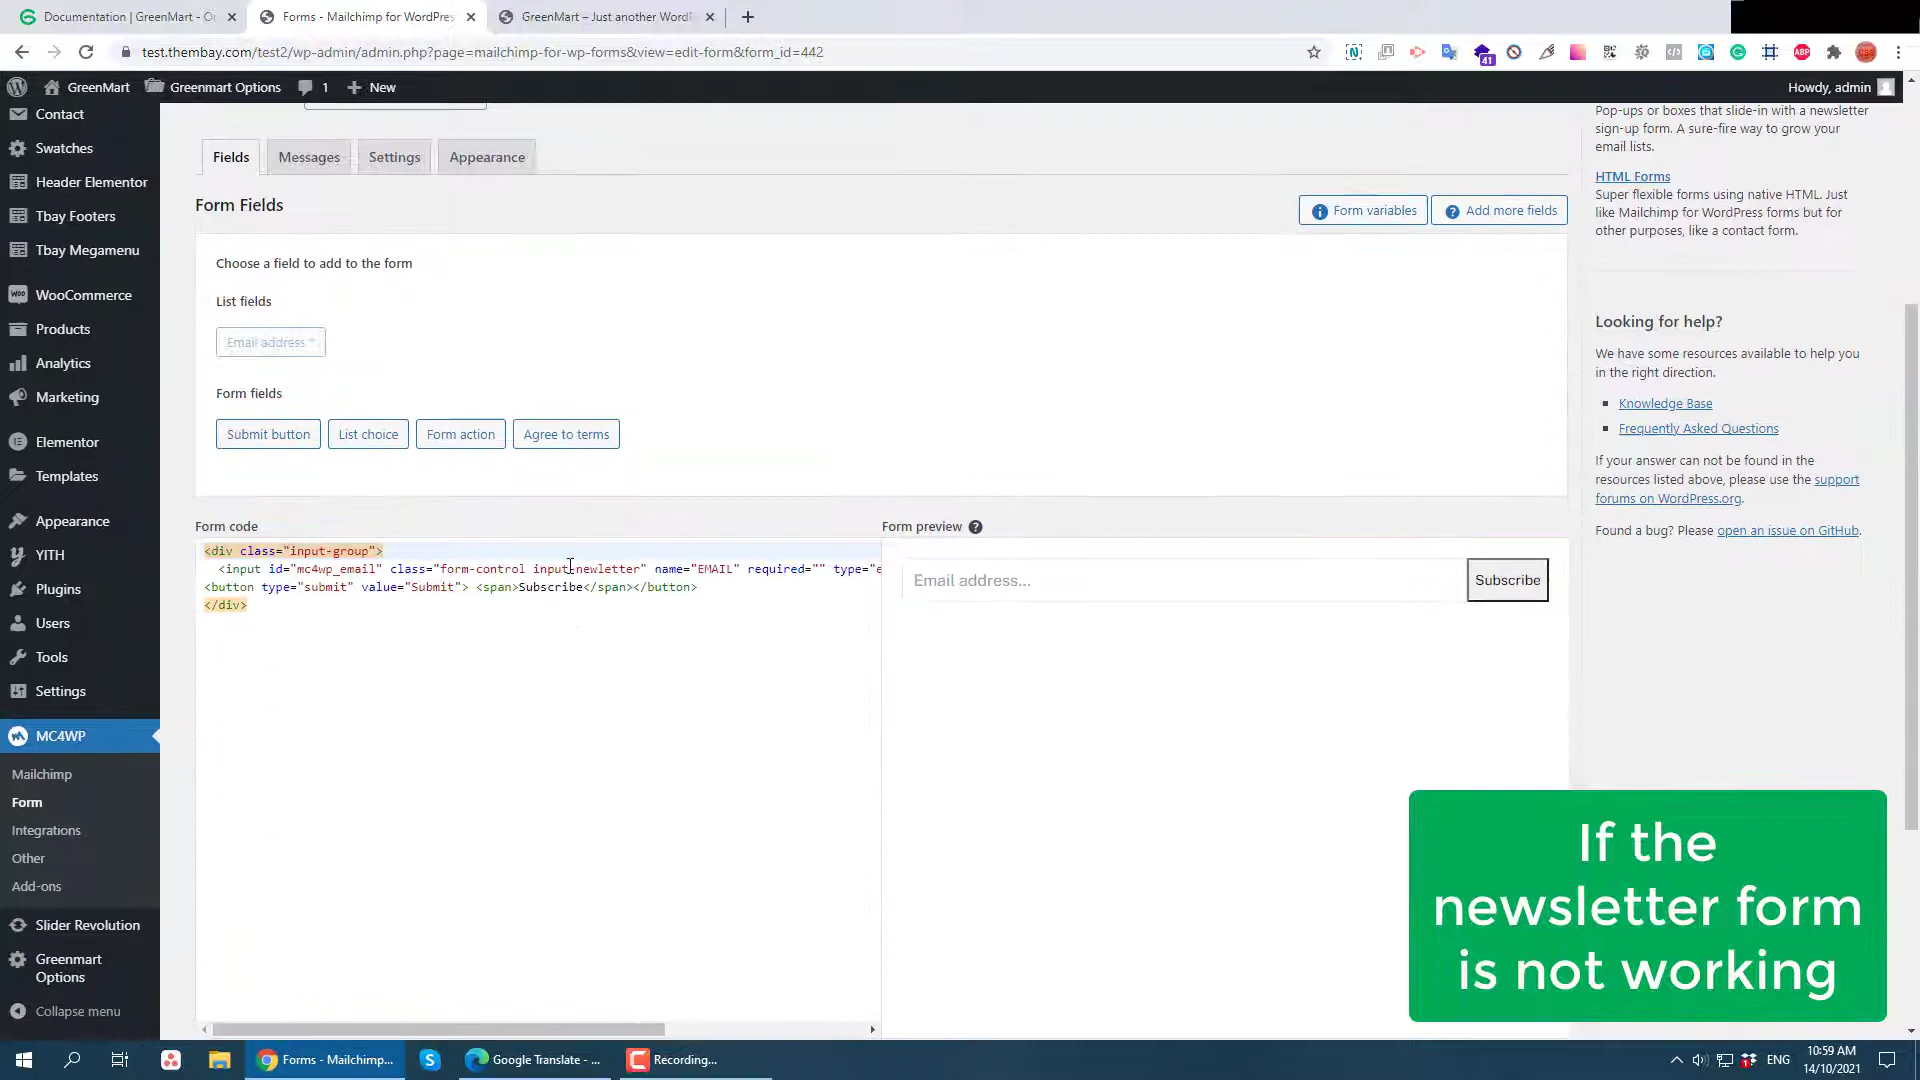 Documentation | GreenMart - O
Forms - Mailchimp for WordPres
GreenMart – Just another WordP
test.thembay.com/test2/wp-admin/admin.php?page=mailchimp-for-wp-forms&view=edit-form&form_id=442
41
ABP
GreenMart
Greenmart Options
1
New
Howdy, admin
Contact
Swatches
Header Elementor
Tbay Footers
Tbay Megamenu
WooCommerce
Products
Analytics
Marketing
Elementor
Templates
Appearance
YITH
Plugins
Users
Tools
Settings
MC4WP
Mailchimp
Form
Integrations
Other
Add-ons
Slider Revolution
Greenmart
Options
Collapse menu
Fields
Messages
Settings
Appearance
Form Fields
Form variables
Add more fields
Choose a field to add to the form
List fields
Email address *
Form fields
Submit button
List choice
Form action
Agree to terms
Form code
<div class="input-group">
<input id="mc4wp_email" class="form-control input-newletter" name="EMAIL" required="" type="e
<button type="submit" value="Submit"> <span>Subscribe</span></button>
</div>
Form preview
Email address...
Subscribe
Pop-ups or boxes that slide-in with a newsletter
sign-up form. A sure-fire way to grow your
email lists.
HTML Forms
Super flexible forms using native HTML. Just
like Mailchimp for WordPress forms but for
other purposes, like a contact form.
Looking for help?
We have some resources available to help you
in the right direction.
Knowledge Base
Frequently Asked Questions
If your answer can not be found in the
resources listed above, please use the support
forums on WordPress.org.
Found a bug? Please open an issue on GitHub.
If the
newsletter form
is not working
Forms - Mailchimp...
Google Translate - ...
Recording...
ENG
10:59 AM
14/10/2021